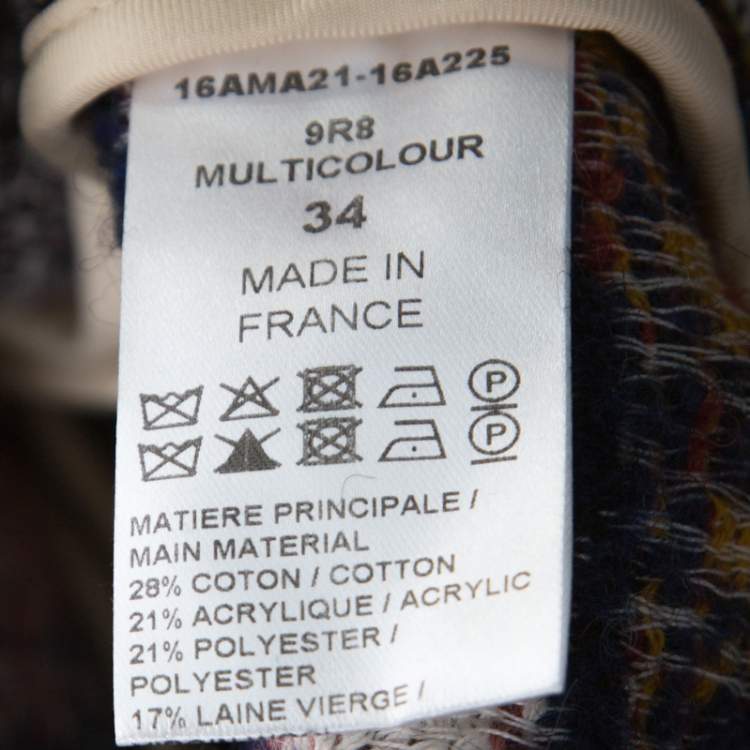 16AMA21-16A225
9R8
MULTICOLOUR
34
MADE IN
FRANCE
P
P
MATIERE PRINCIPALE /
MAIN MATERIAL
28% COTON / COTTON
21% ACRYLIQUE / ACRYLIC
21% POLYESTER /
POLYESTER
17% LAINE VIERGE /